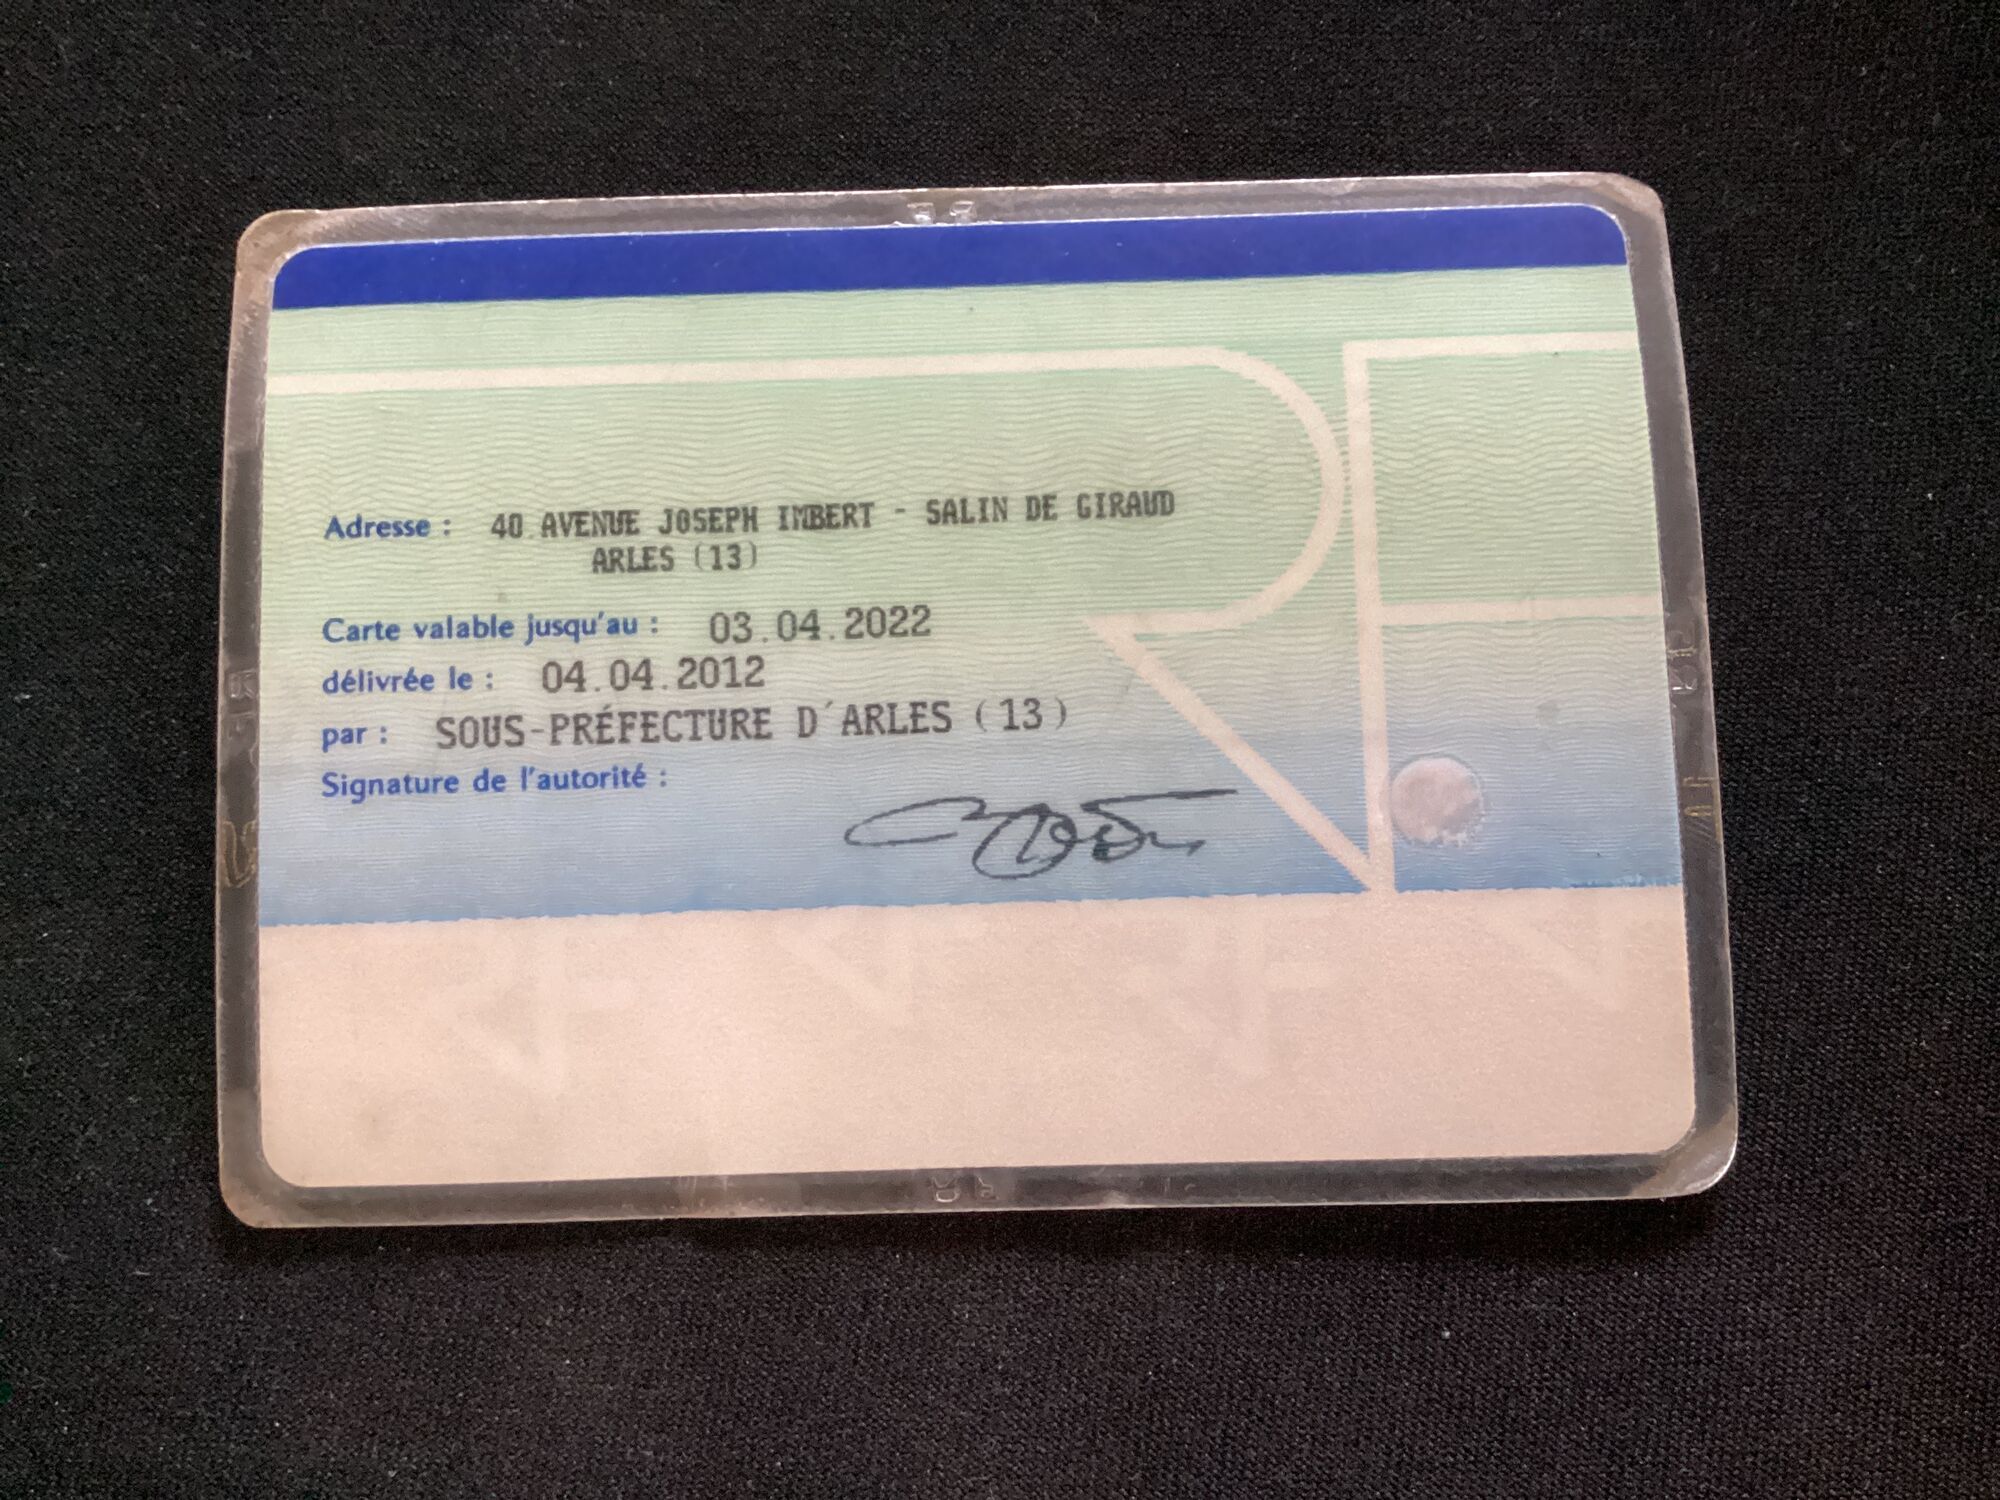 Adresse : 40 AVENUE JOSEPH IMBERT - SALIN DE GIRAUD
ARLES (13)
Carte valable jusqu'au : 03.04.2022
délivrée le : 04.04.2012
par : SOUS-PRÉFECTURE D'ARLES (13)
Signature de l'autorité :
RF